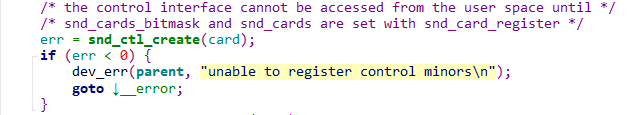 /* the control interface cannot be accessed from the user space until */
/* snd_cards_bitmask and snd_cards are set with snd_card_register */
err = snd_ctl_create(card);
if (err < 0) {
dev_err(parent, "unable to register control minors\n");
goto ↓__error;
}